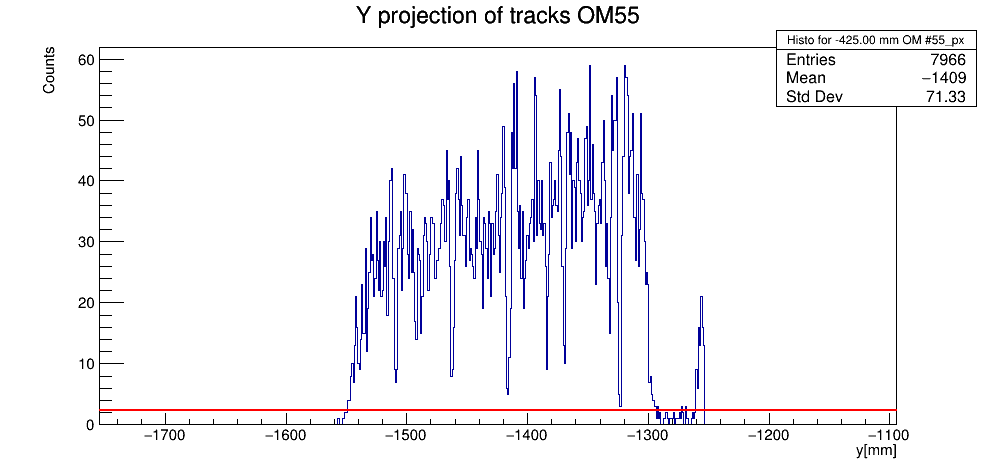 Y projection of tracks OM55
Histo for -425.00 mm OM #55_px
Entries 7966
Mean −1409
Std Dev 71.33
Counts
60
50
40
30
20
10
0
−1700 −1600 −1500 −1400 −1300 −1200 −1100
y[mm]